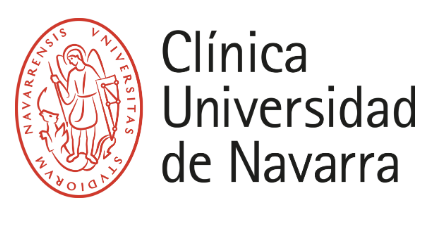 VNIVERSITAS STVDIORVM NAVARRENSIS
Clínica
Universidad
de Navarra